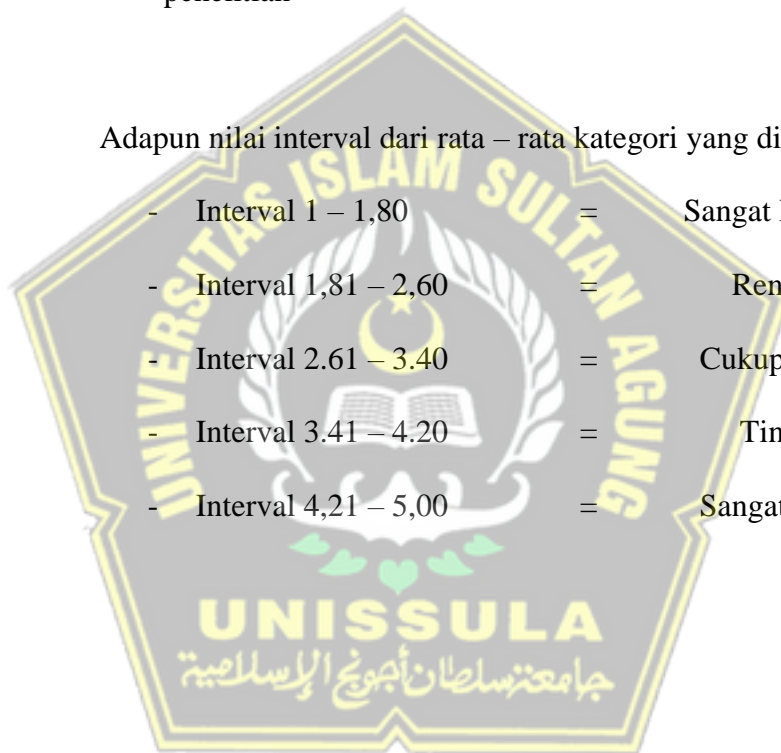 Adapun nilai interval dari rata – rata kategori yang di
- Interval 1 – 1,80 = Sangat
- Interval 1,81 – 2,60 = Ren
- Interval 2.61 – 3.40 = Cukup
- Interval 3.41 – 4.20 = Tin
- Interval 4,21 – 5,00 = Sangat
UNIVERSITAS ISLAM SULTAN AGUNG
UNISSULA
جامعة سلطان أجونج الإسلامية